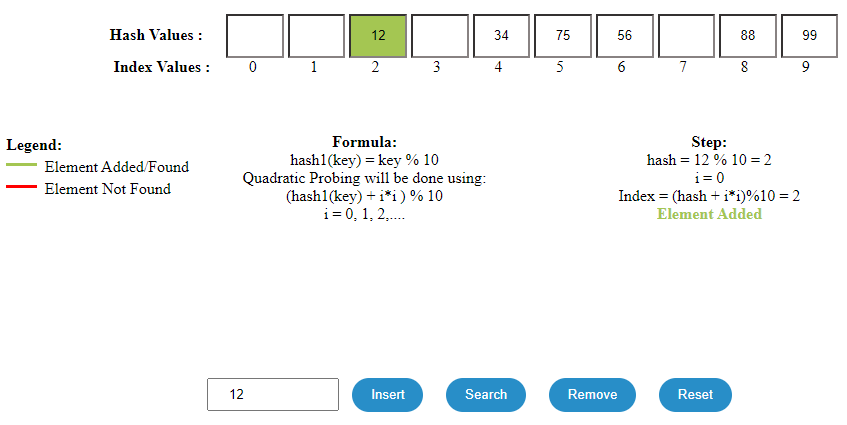 Hash Values : 12 34 75 56 88 99
Index Values : 0 1 2 3 4 5 6 7 8 9
Legend:
Element Added/Found
Element Not Found
Formula:
hash1(key) = key % 10
Quadratic Probing will be done using:
(hash1(key) + i*i ) % 10
i = 0, 1, 2,....
Step:
hash = 12 % 10 = 2
i = 0
Index = (hash + i*i)%10 = 2
Element Added
12 Insert Search Remove Reset